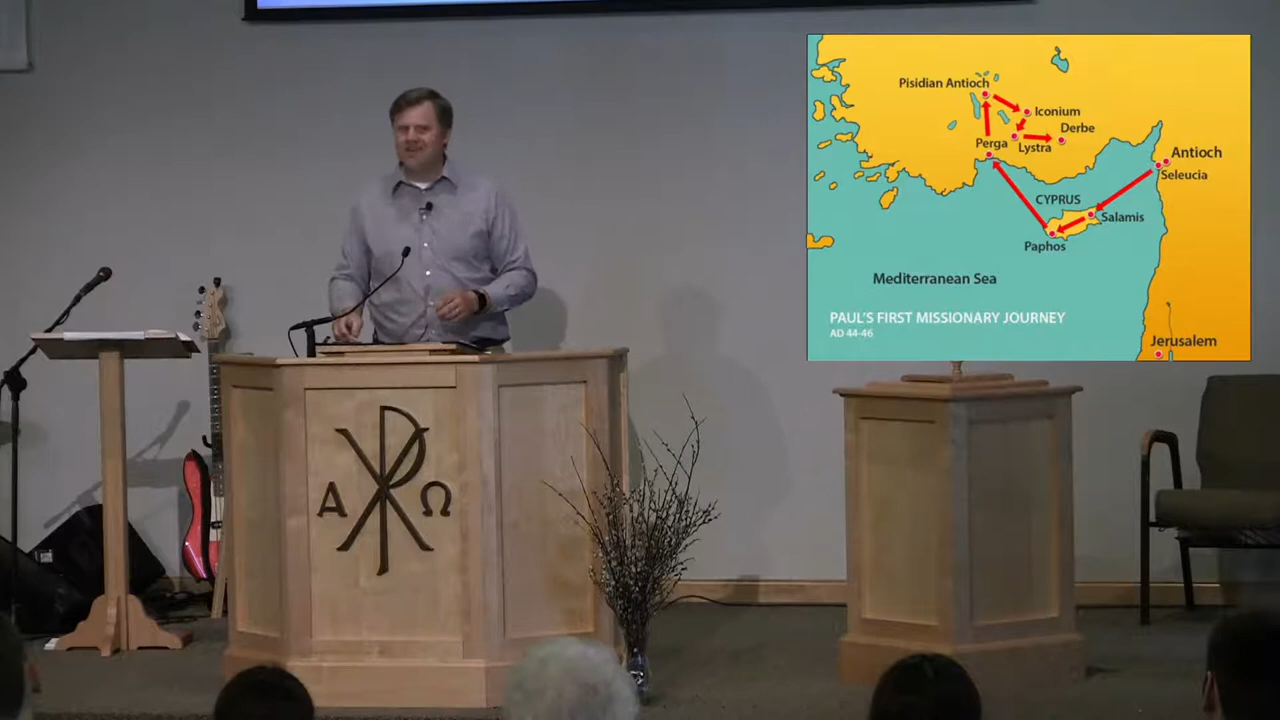 Pisidian Antioch
Iconium
Derbe
Perga
Lystra
Antioch
Seleucia
CYPRUS
Salamis
Paphos
Mediterranean Sea
PAUL'S FIRST MISSIONARY JOURNEY
AD 44-46
Jerusalem
Α ☧ Ω